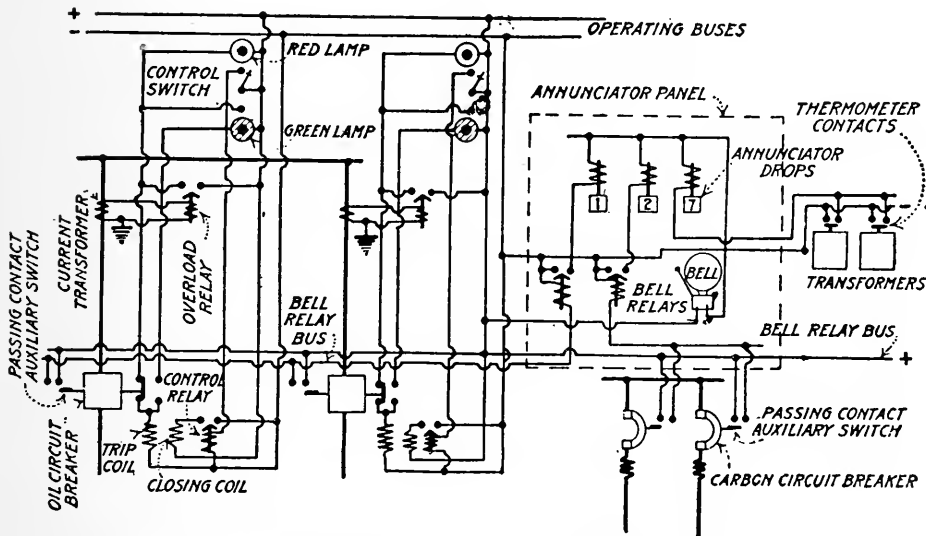 +
-
OPERATING BUSES
RED LAMP
CONTROL
SWITCH
GREEN LAMP
ANNUNCIATOR PANEL
THERMOMETER
CONTACTS
ANNUNCIATOR
DROPS
1 2 7
+
-
CURRENT
TRANSFORMER
OVERLOAD
RELAY
PASSING CONTACT
AUXILIARY SWITCH
BELL
RELAY
BUS
BELL
BELL
RELAYS
TRANSFORMERS
BELL RELAY BUS
+
CONTROL
RELAY
OIL CIRCUIT
BREAKER
TRIP
COIL
CLOSING COIL
PASSING CONTACT
AUXILIARY SWITCH
CARBON CIRCUIT BREAKER